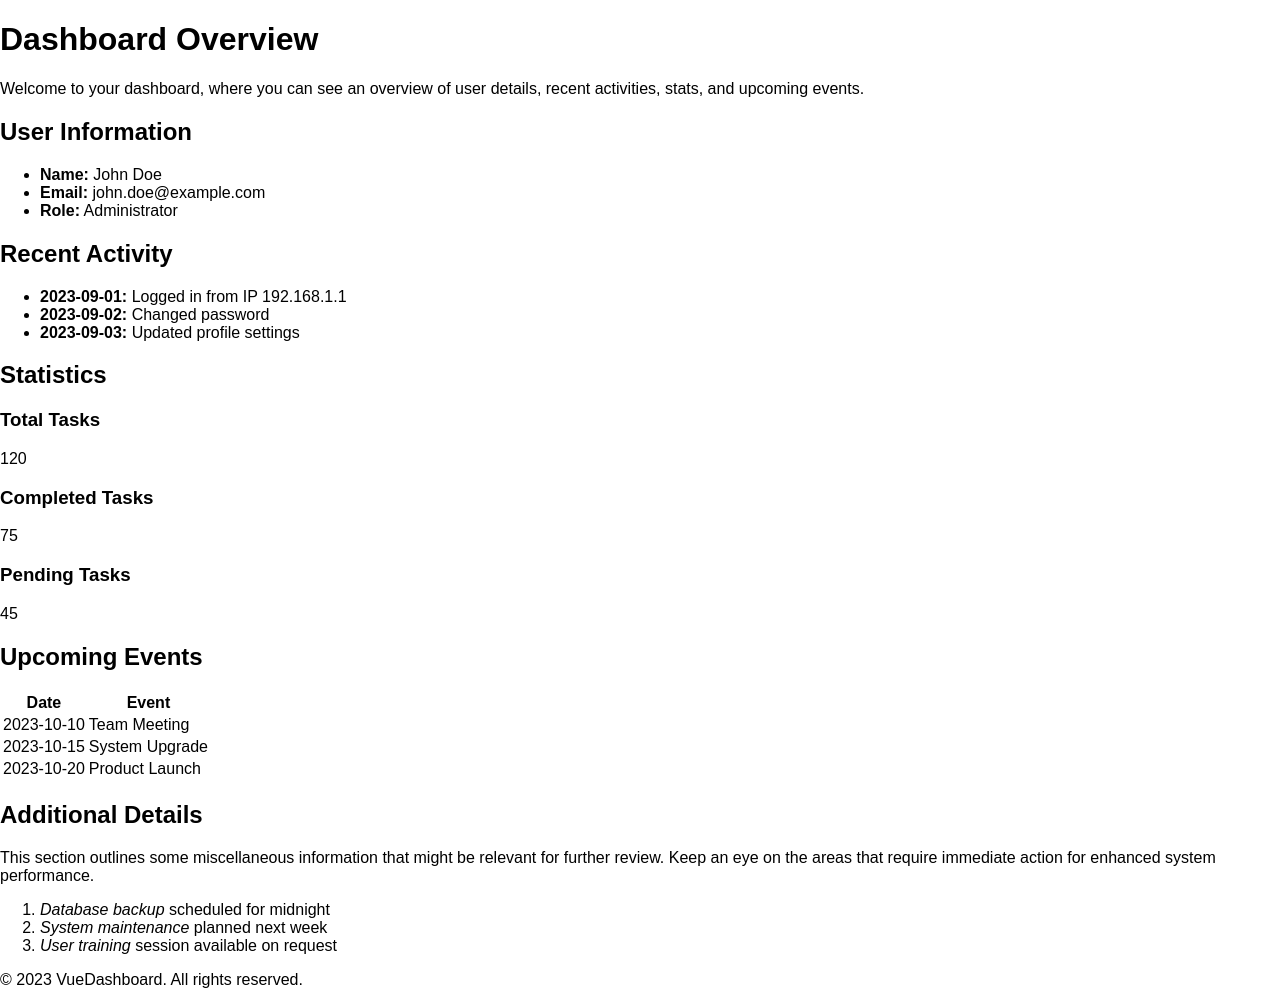 Dashboard Overview
Welcome to your dashboard, where you can see an overview of user details, recent activities, stats, and upcoming events.
User Information
• Name: John Doe
• Email: john.doe@example.com
• Role: Administrator
Recent Activity
• 2023-09-01: Logged in from IP 192.168.1.1
• 2023-09-02: Changed password
• 2023-09-03: Updated profile settings
Statistics
Total Tasks
120
Completed Tasks
75
Pending Tasks
45
Upcoming Events
Date Event
2023-10-10 Team Meeting
2023-10-15 System Upgrade
2023-10-20 Product Launch
Additional Details
This section outlines some miscellaneous information that might be relevant for further review. Keep an eye on the areas that require immediate action for enhanced system
performance.
1. Database backup scheduled for midnight
2. System maintenance planned next week
3. User training session available on request
© 2023 VueDashboard. All rights reserved.